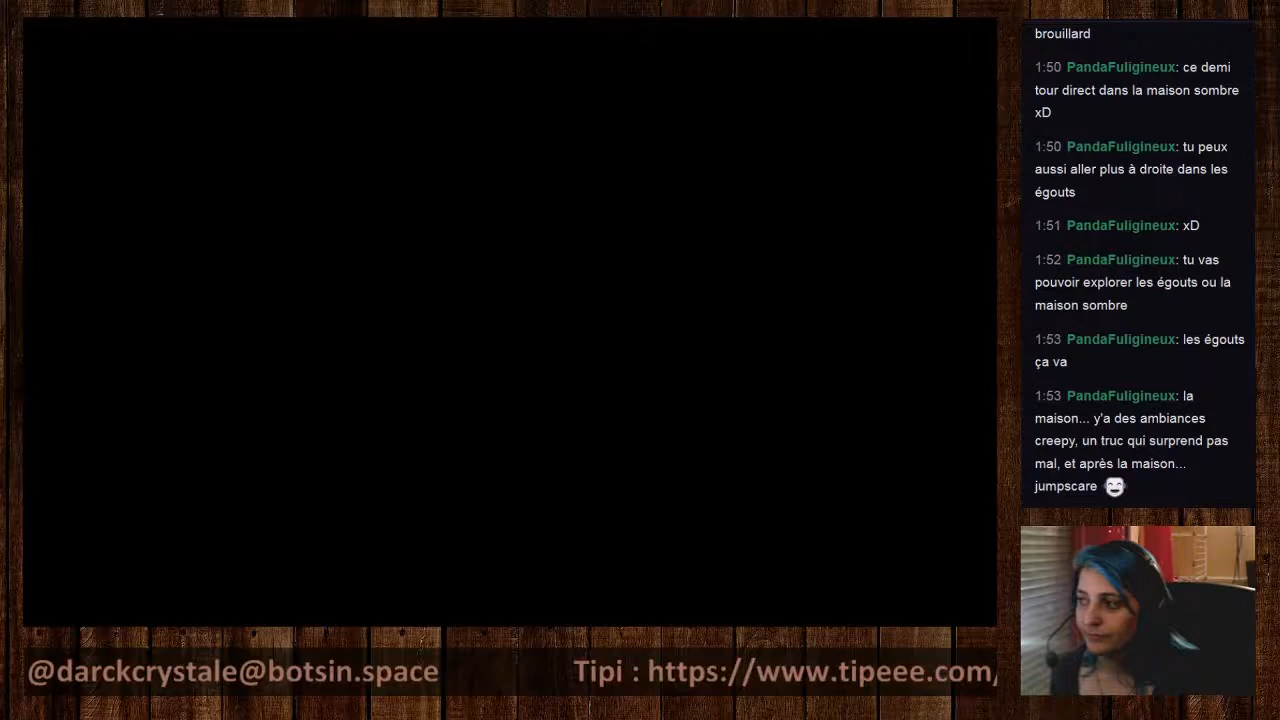 brouillard
1:50 PandaFuligineux: ce demi
tour direct dans la maison sombre
xD
1:50 PandaFuligineux: tu peux
aussi aller plus à droite dans les
égouts
1:51 PandaFuligineux: xD
1:52 PandaFuligineux: tu vas
pouvoir explorer les égouts ou la
maison sombre
1:53 PandaFuligineux: les égouts
ça va
1:53 PandaFuligineux: la
maison... y'a des ambiances
creepy, un truc qui surprend pas
mal, et après la maison...
jumpscare
@darckcrystale@botsin.space Tipi : https://www.tipeee.com/